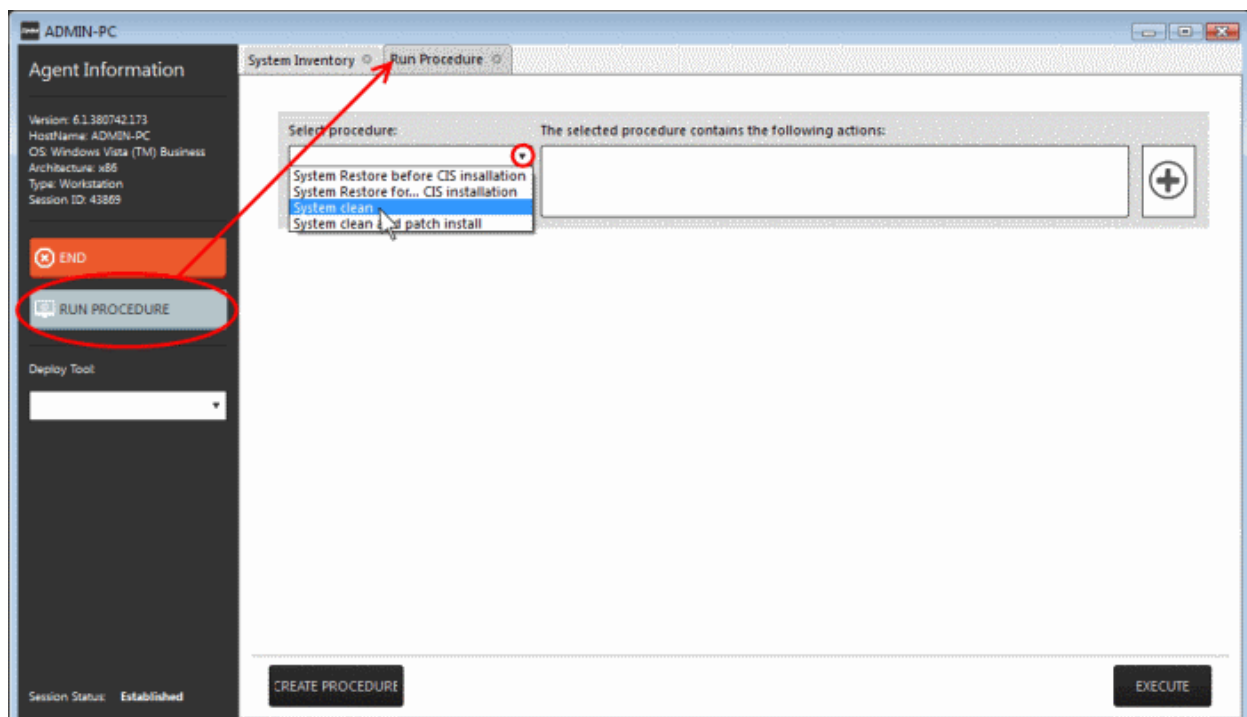 ADMIN-PC
Agent Information
Version: 6.1.380742.173
HostName: ADMIN-PC
OS: Windows Vista (TM) Business
Architecture: x86
Type: Workstation
Session ID: 43869
END
RUN PROCEDURE
Deploy Tool:
Session Status: Established
System Inventory
Run Procedure
Select procedure:
The selected procedure contains the following actions:
System Restore before CIS insallation
System Restore for... CIS installation
System clean
System clean and patch install
CREATE PROCEDURE
EXECUTE